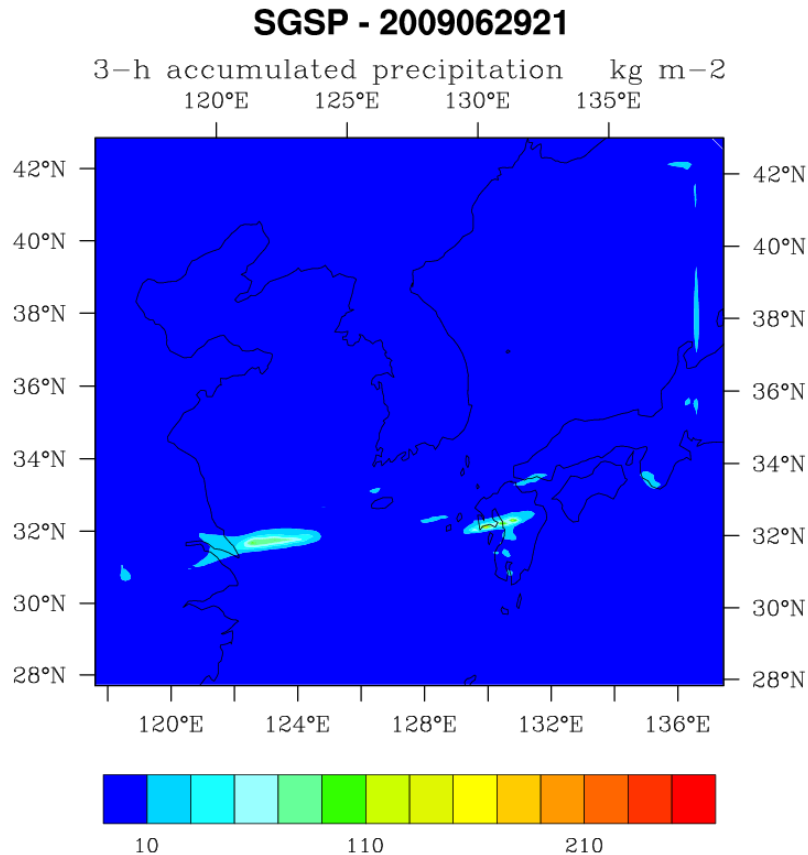 SGSP - 2009062921
3-h accumulated precipitation kg m-2
120°E 125°E 130°E 135°E
42°N 42°N
40°N 40°N
38°N 38°N
36°N 36°N
34°N 34°N
32°N 32°N
30°N 30°N
28°N 28°N
120°E 124°E 128°E 132°E 136°E
10 110 210